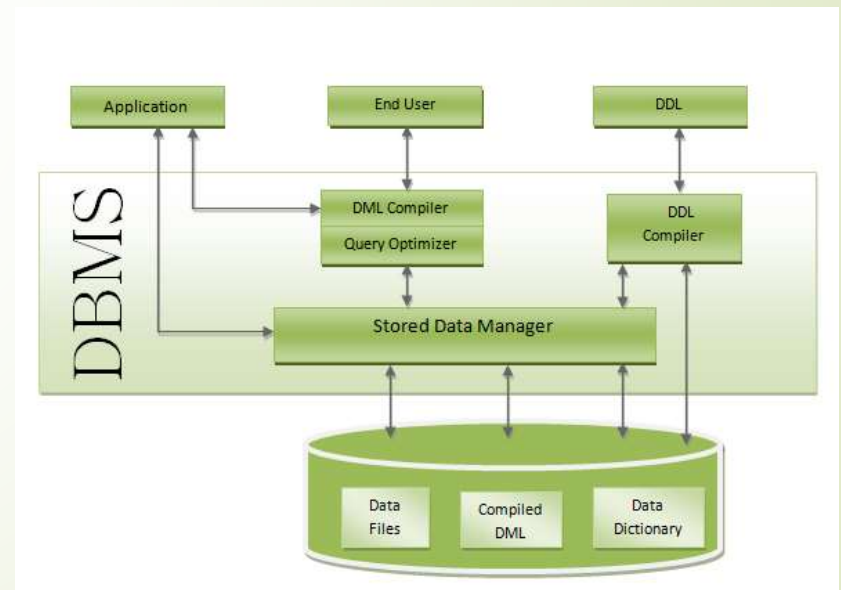 Application
End User
DDL
DBMS
DML Compiler
Query Optimizer
DDL
Compiler
Stored Data Manager
Data
Files
Compiled
DML
Data
Dictionary